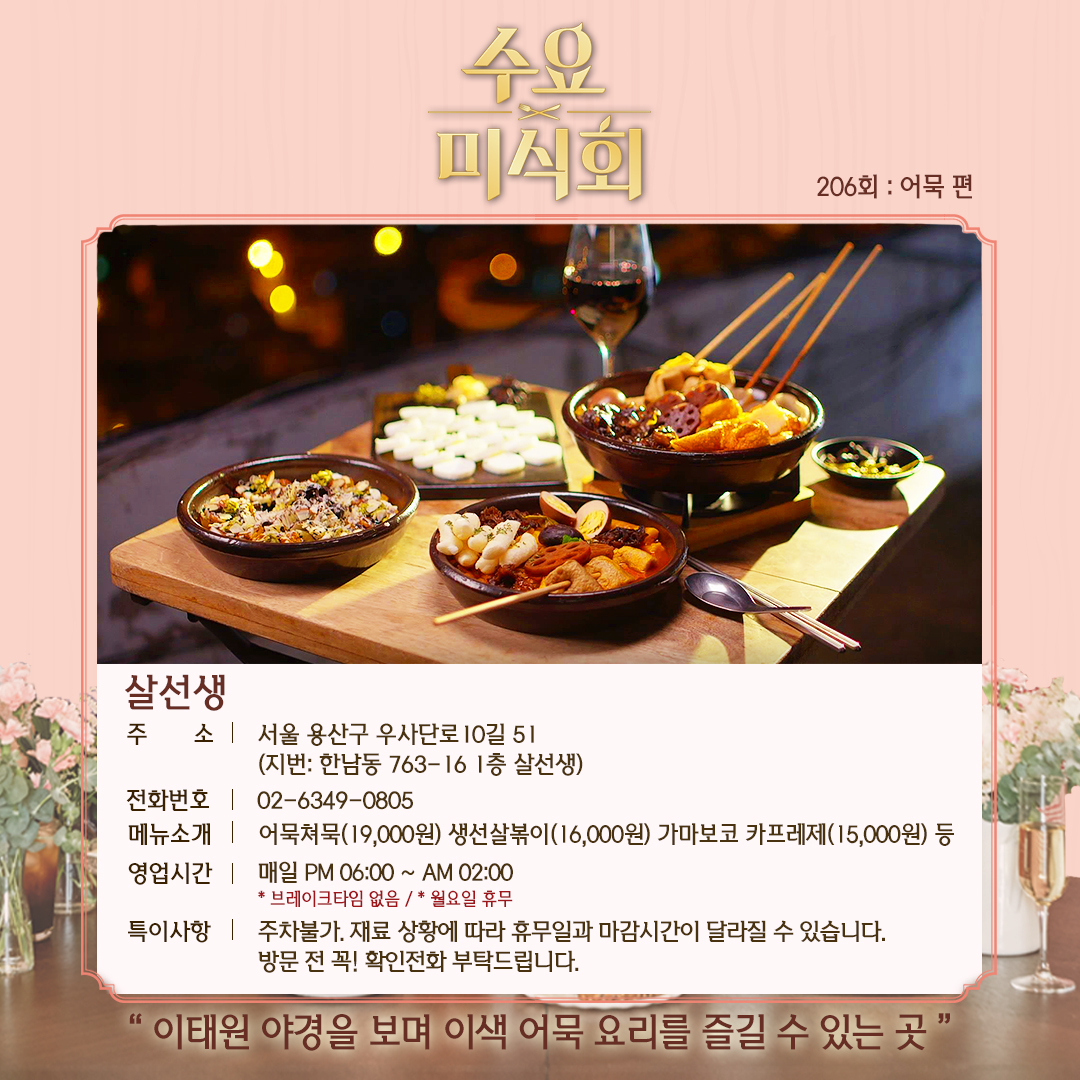 수요
미식회
206회 : 어묵 편
살선생
주 소 | 서울 용산구 우사단로10길 51
(지번: 한남동 763-16 1층 살선생)
전화번호 | 02-6349-0805
메뉴소개 | 어묵쳐묵(19,000원) 생선살볶이(16,000원) 가마보코 카프레제(15,000원) 등
영업시간 | 매일 PM 06:00 ~ AM 02:00
* 브레이크타임 없음 / * 월요일 휴무
특이사항 | 주차불가. 재료 상황에 따라 휴무일과 마감시간이 달라질 수 있습니다.
방문 전 꼭! 확인전화 부탁드립니다.
“ 이태원 야경을 보며 이색 어묵 요리를 즐길 수 있는 곳 ”